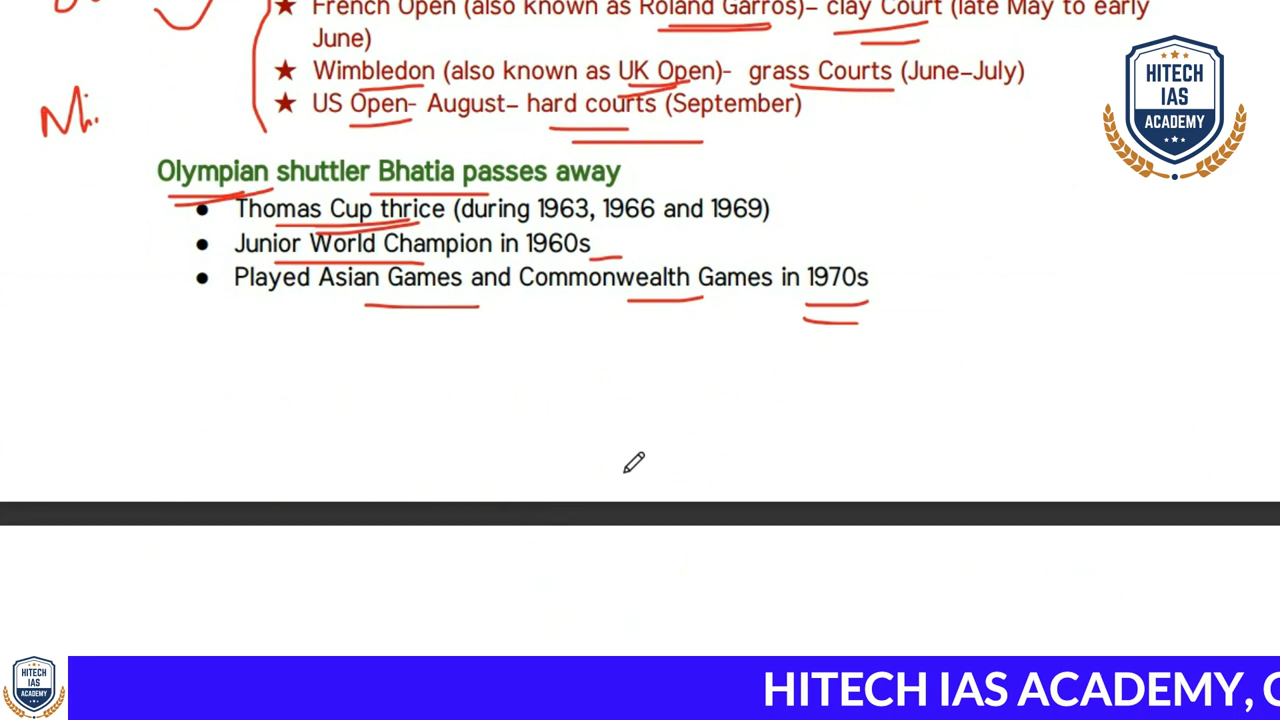 ★ French Open (also known as Roland Garros)– clay Court (late May to early
June)
★ Wimbledon (also known as UK Open)- grass Courts (June–July)
★ US Open- August– hard courts (September)
Olympian shuttler Bhatia passes away
● Thomas Cup thrice (during 1963, 1966 and 1969)
● Junior World Champion in 1960s
● Played Asian Games and Commonwealth Games in 1970s
HITECH
IAS
ACADEMY
HITECH
IAS
ACADEMY
HITECH IAS ACADEMY, C